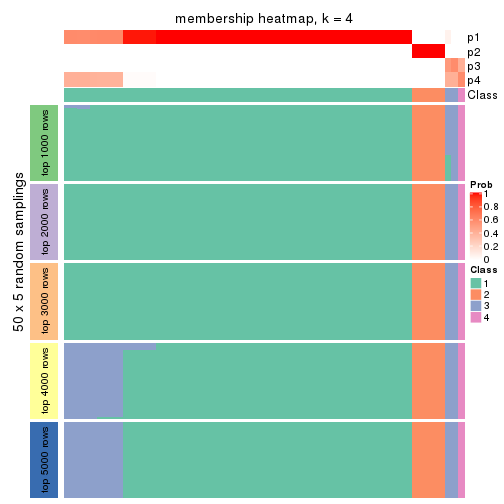 membership heatmap, k = 4
p1
p2
p3
p4
Class
50 x 5 random samplings
top 1000 rows
top 2000 rows
top 3000 rows
top 4000 rows
top 5000 rows
Prob
1
0.8
0.6
0.4
0.2
0
Class
1
2
3
4